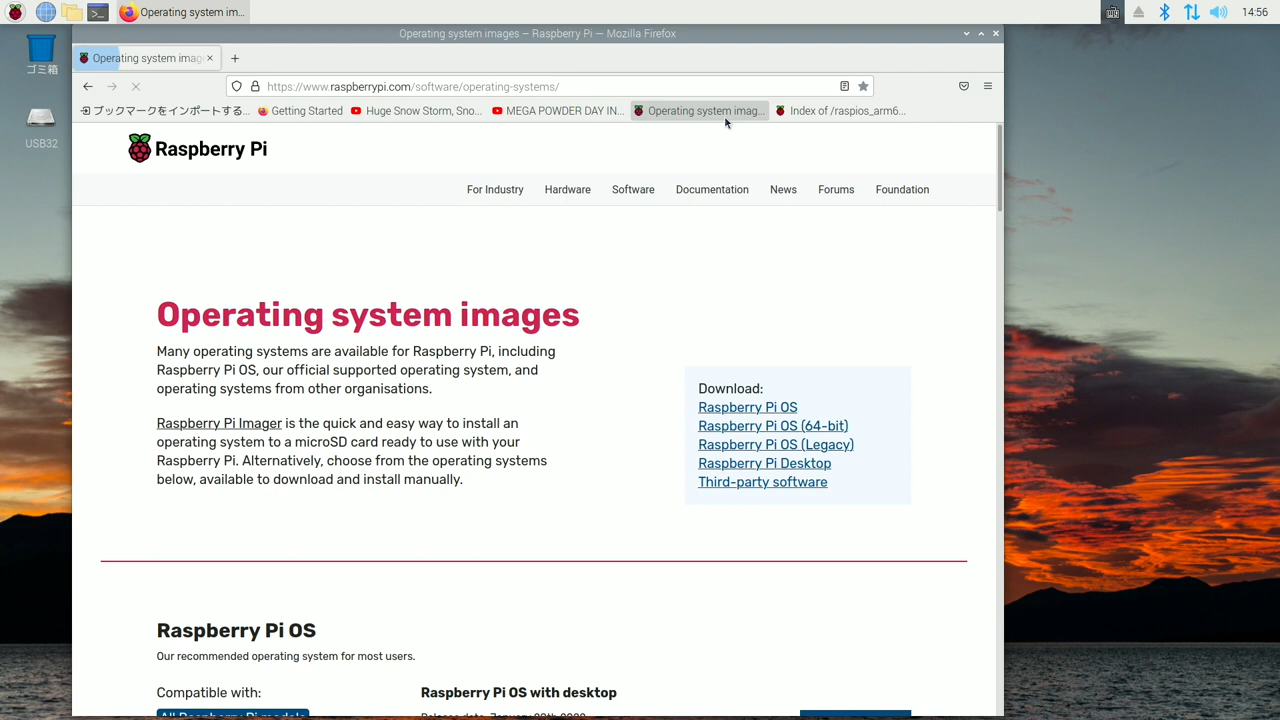 Operating system im...
14:56
ゴミ箱
USB32
Operating system images – Raspberry Pi — Mozilla Firefox
Operating system imag
https://www.raspberrypi.com/software/operating-systems/
ブックマークをインポートする... Getting Started Huge Snow Storm, Sno... MEGA POWDER DAY IN... Operating system imag... Index of /raspios_arm6...
Raspberry Pi
For Industry Hardware Software Documentation News Forums Foundation
Operating system images
Many operating systems are available for Raspberry Pi, including
Raspberry Pi OS, our official supported operating system, and
operating systems from other organisations.
Raspberry Pi Imager is the quick and easy way to install an
operating system to a microSD card ready to use with your
Raspberry Pi. Alternatively, choose from the operating systems
below, available to download and install manually.
Download:
Raspberry Pi OS
Raspberry Pi OS (64-bit)
Raspberry Pi OS (Legacy)
Raspberry Pi Desktop
Third-party software
Raspberry Pi OS
Our recommended operating system for most users.
Compatible with:
All Raspberry Pi models
Raspberry Pi OS with desktop